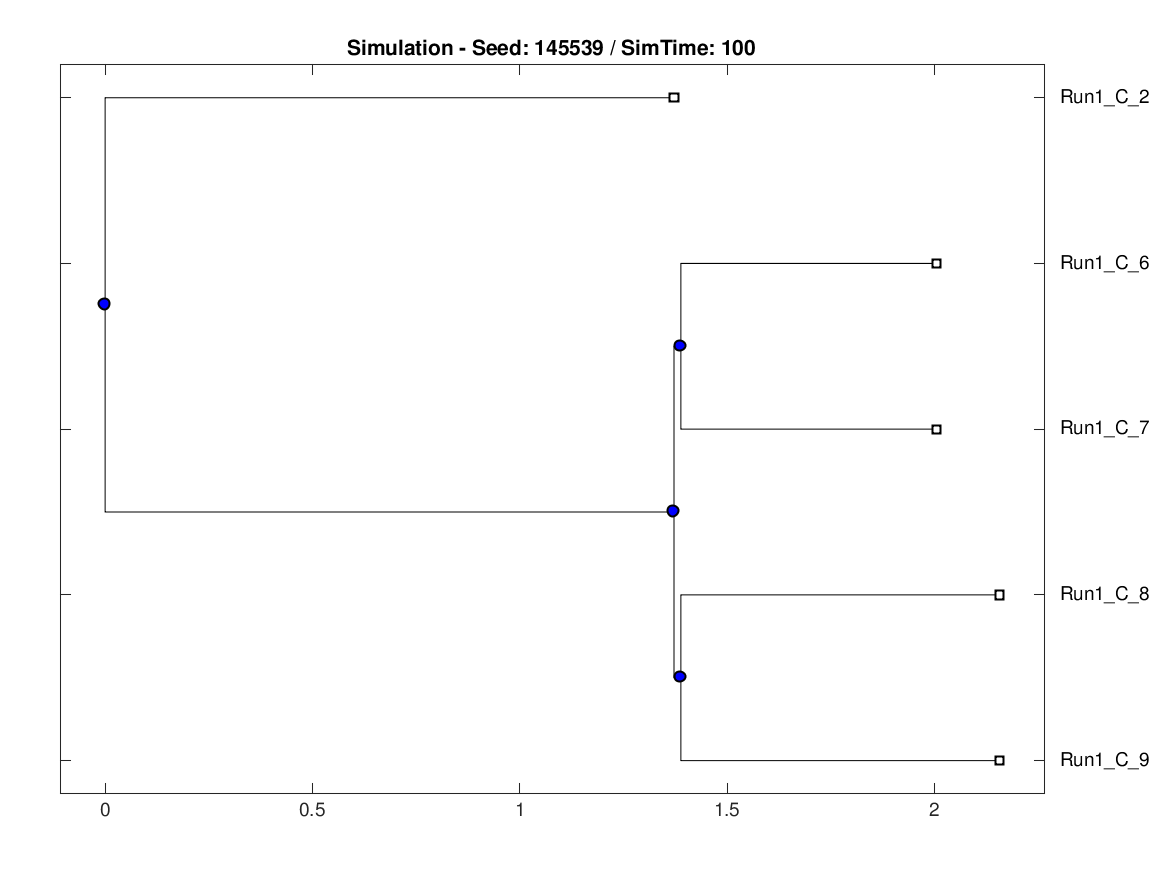 Simulation - Seed: 145539 / SimTime: 100
Run1_C_2
Run1_C_6
Run1_C_7
Run1_C_8
Run1_C_9
0 0.5 1 1.5 2